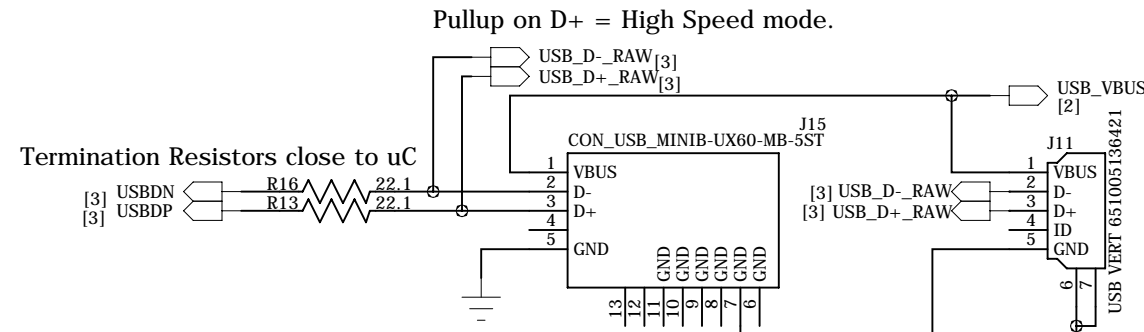 Pullup on D+ = High Speed mode.
USB_D-_RAW [3]
USB_D+_RAW [3]
USB_VBUS
[2]
J15
CON_USB_MINIB-UX60-MB-5ST
J11
Termination Resistors close to uC
[3] USBDN R16 22.1
[3] USBDP R13 22.1
1 VBUS
2 D-
3 D+
4
5 GND
GND GND GND GND GND GND
13 12 11 10 9 8 7 6
[3] USB_D-_RAW
[3] USB_D+_RAW
1 VBUS
2 D-
3 D+
4 ID
5 GND
6 7
USB VERT 651005136421